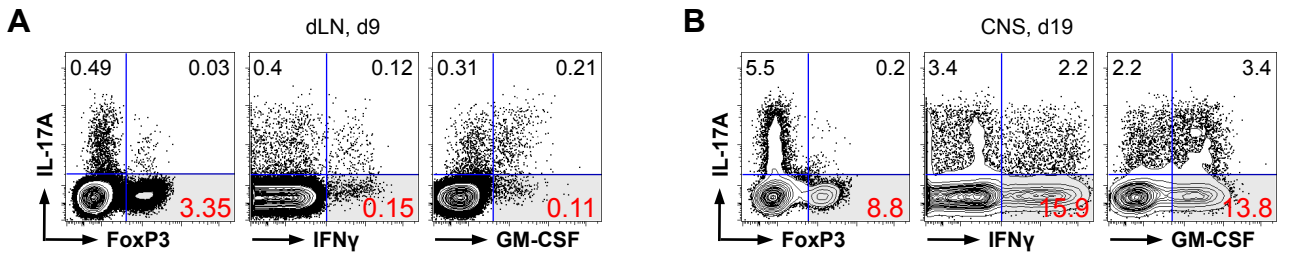 A
dLN, d9
B
CNS, d19
IL-17A
0.49 0.03
3.35
FoxP3
0.4 0.12
0.15
IFNγ
0.31 0.21
0.11
GM-CSF
IL-17A
5.5 0.2
8.8
FoxP3
3.4 2.2
15.9
IFNγ
2.2 3.4
13.8
GM-CSF